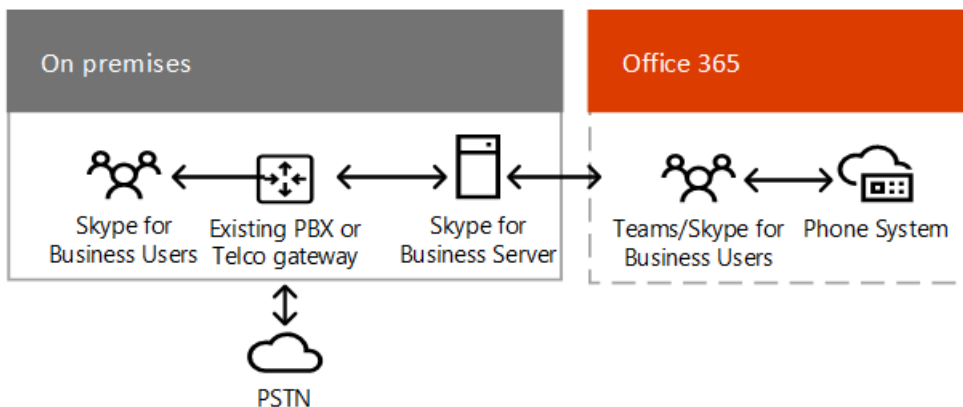 On premises
Office 365
Skype for
Business Users
Existing PBX or
Telco gateway
Skype for
Business Server
Teams/Skype for
Business Users
Phone System
PSTN